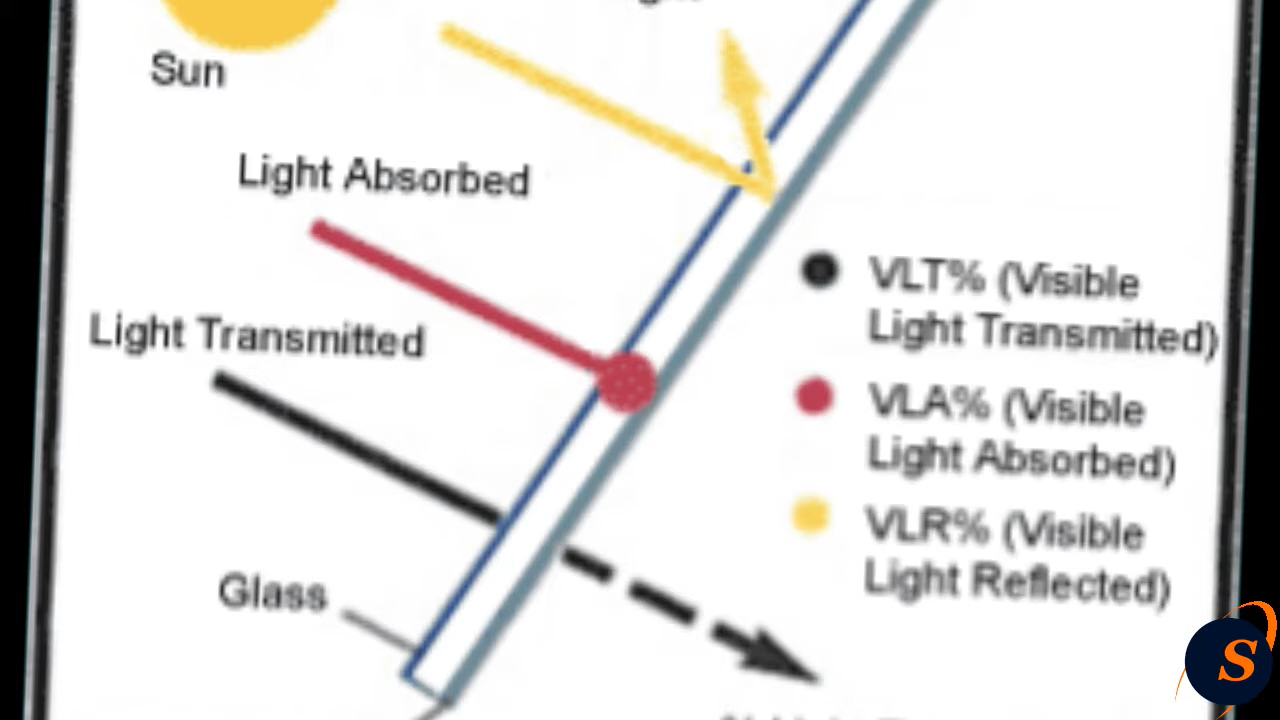 Sun
Light Absorbed
Light Transmitted
Glass
VLT% (Visible
Light Transmitted)
VLA% (Visible
Light Absorbed)
VLR% (Visible
Light Reflected)
S